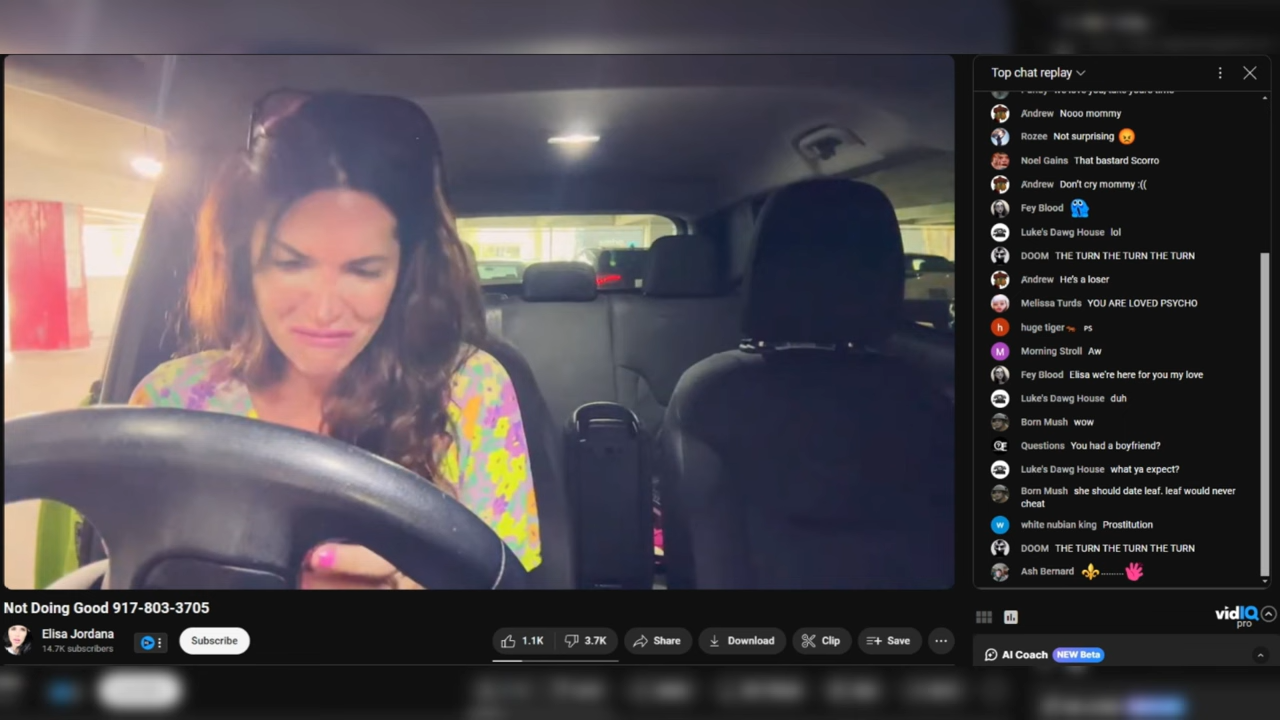 Top chat replay
Andrew Nooo mommy
Rozee Not surprising 😡
Noel Gains That bastard Scorro
Andrew Don't cry mommy :((
Fey Blood
Luke's Dawg House lol
DOOM THE TURN THE TURN THE TURN
Andrew He's a loser
Melissa Turds YOU ARE LOVED PSYCHO
h huge tiger🐅 PS
M Morning Stroll Aw
Fey Blood Elisa we're here for you my love
Luke's Dawg House duh
Born Mush wow
Questions You had a boyfriend?
Luke's Dawg House what ya expect?
Born Mush she should date leaf. leaf would never
cheat
w white nubian king Prostitution
DOOM THE TURN THE TURN THE TURN
Ash Bernard ⚜️.........
Not Doing Good 917-803-3705
Elisa Jordana
14.7K subscribers
Subscribe
1.1K
3.7K
Share
Download
Clip
Save
vidIQ
pro
AI Coach NEW Beta